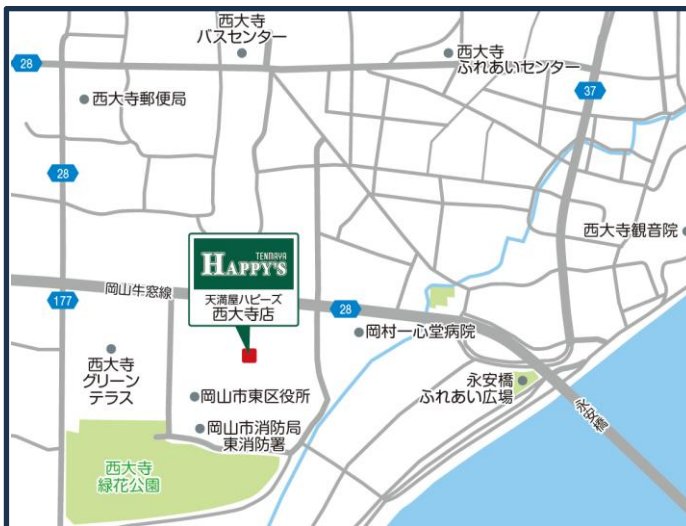 西大寺
バスセンター
西大寺
ふれあいセンター
28
37
西大寺郵便局
28
西大寺観音院
TENMAYA
HAPPY'S
天満屋ハピーズ
西大寺店
岡山牛窓線
177
28
岡村一心堂病院
西大寺
グリーン
テラス
永安橋
ふれあい広場
岡山市東区役所
永安橋
岡山市消防局
東消防署
西大寺
緑花公園